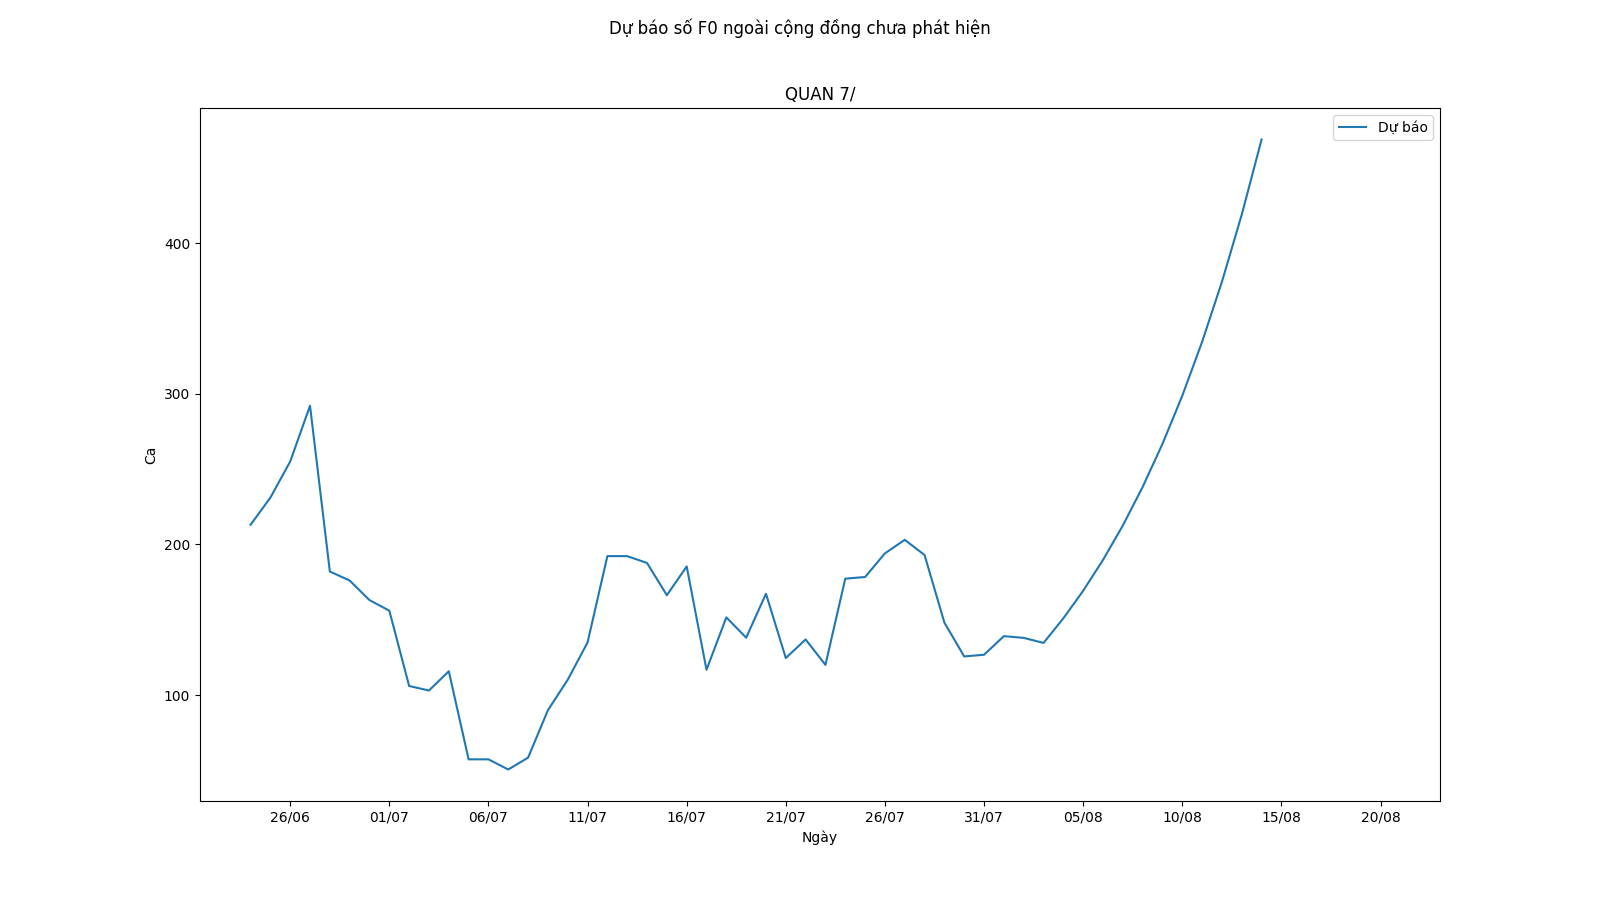 Dự báo số F0 ngoài cộng đồng chưa phát hiện
QUAN 7/
Dự báo
400
300
200
100
Ca
26/06 01/07 06/07 11/07 16/07 21/07 26/07 31/07 05/08 10/08 15/08 20/08
Ngày